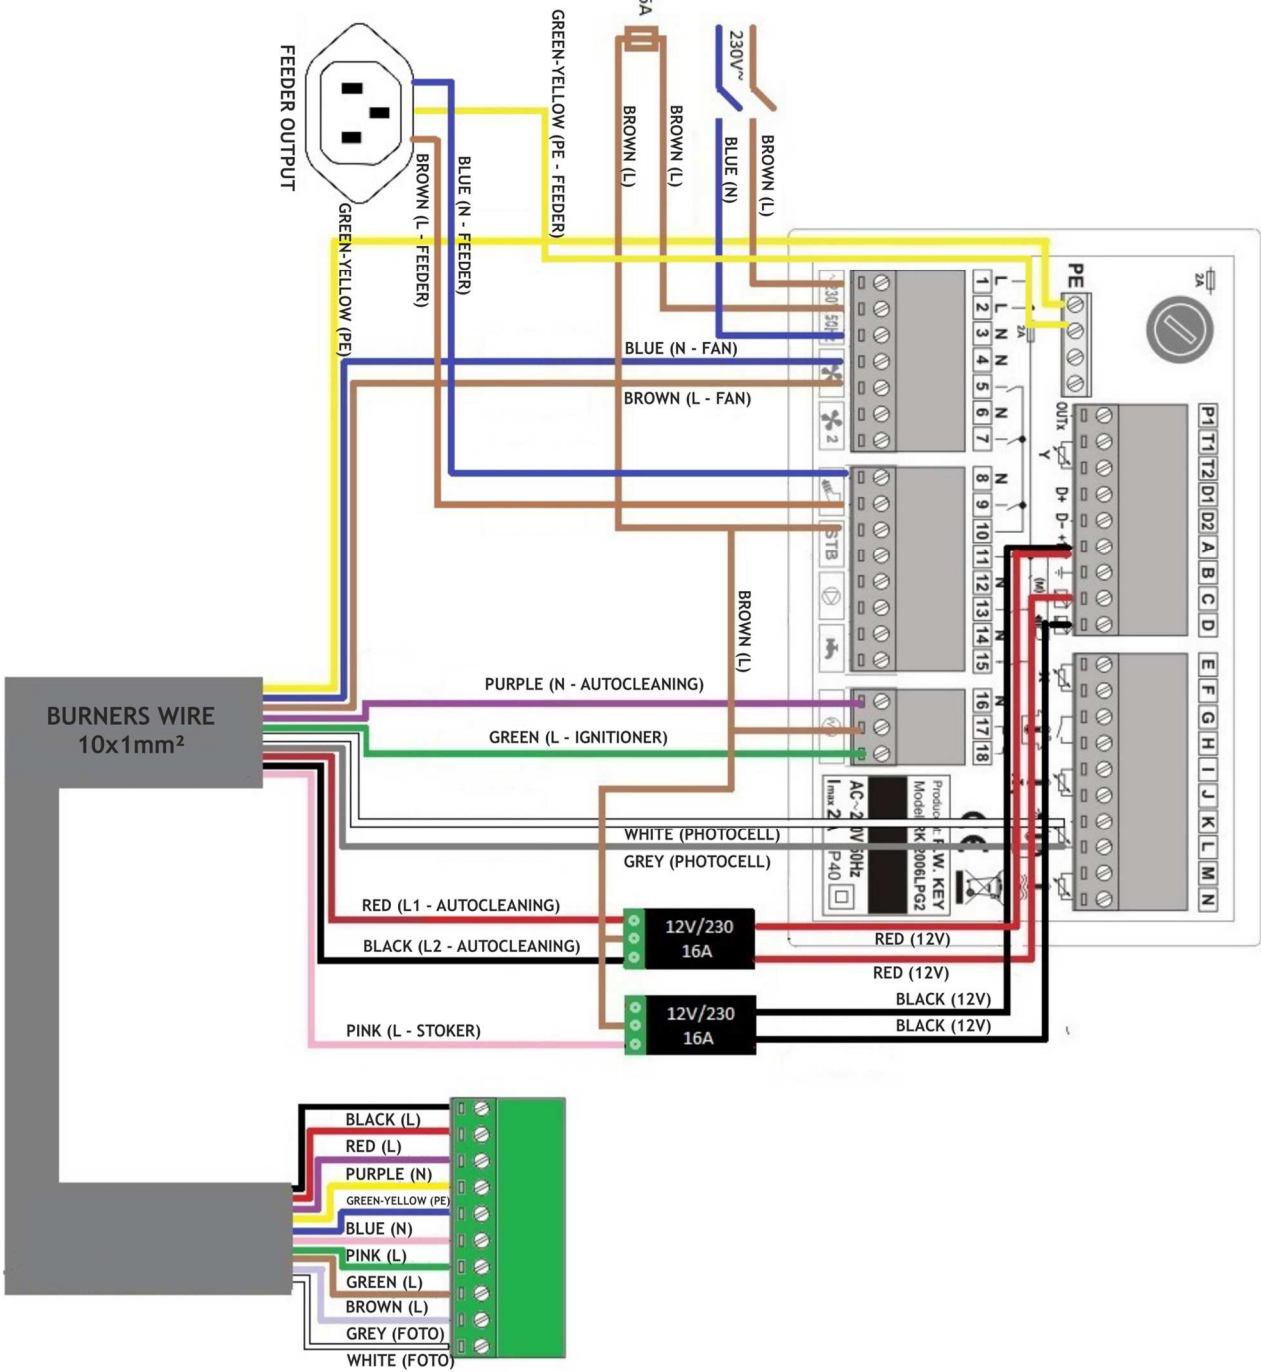 5A
230V~
FEEDER OUTPUT
GREEN-YELLOW (PE - FEEDER)
BROWN (L)
BROWN (L)
BLUE (N)
BROWN (L)
BROWN (L - FEEDER)
BLUE (N - FEEDER)
GREEN-YELLOW (PE)
BLUE (N - FAN)
BROWN (L - FAN)
~230V 50Hz
2
STB
1 L
2 L
3 N
4 N
5
6 N
7
8 N
9
10
11
12 N
13
14 N
15
16 N
17
18
2A
PE
2A
OUTx
Y
D+
D-
(M)
X
P1
T1
T2
D1
D2
A
B
C
D
E
F
G
H
I
J
K
L
M
N
BROWN (L)
BURNERS WIRE
10x1mm²
PURPLE (N - AUTOCLEANING)
GREEN (L - IGNITIONER)
WHITE (PHOTOCELL)
GREY (PHOTOCELL)
CE
RED (L1 - AUTOCLEANING)
BLACK (L2 - AUTOCLEANING)
12V/230
16A
RED (12V)
RED (12V)
PINK (L - STOKER)
12V/230
16A
BLACK (12V)
BLACK (12V)
BLACK (L)
RED (L)
PURPLE (N)
GREEN-YELLOW (PE)
BLUE (N)
PINK (L)
GREEN (L)
BROWN (L)
GREY (FOTO)
WHITE (FOTO)